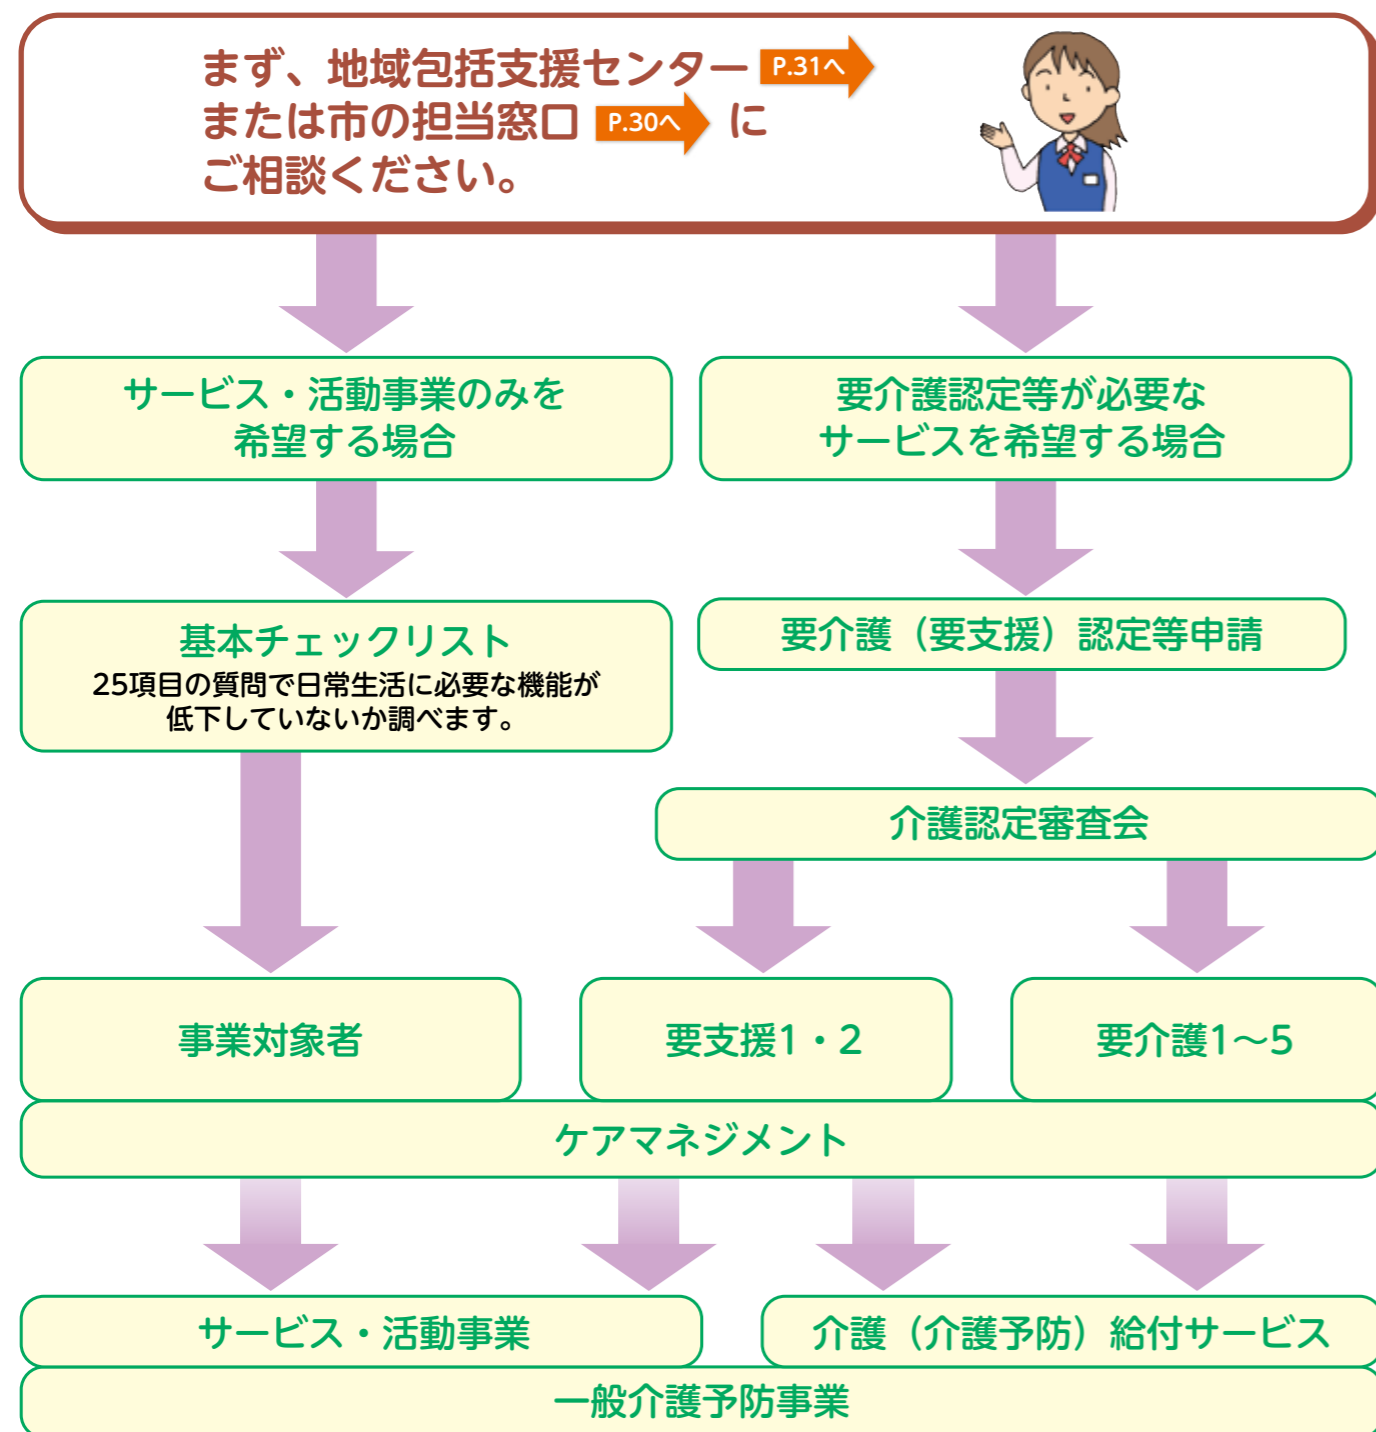 まず、地域包括支援センター P.31へ
または市の担当窓口 P.30へ に
ご相談ください。
サービス・活動事業のみを
希望する場合
要介護認定等が必要な
サービスを希望する場合
基本チェックリスト
25項目の質問で日常生活に必要な機能が
低下していないか調べます。
要介護（要支援）認定等申請
介護認定審査会
事業対象者
要支援1・2
要介護1～5
ケアマネジメント
サービス・活動事業
介護（介護予防）給付サービス
一般介護予防事業